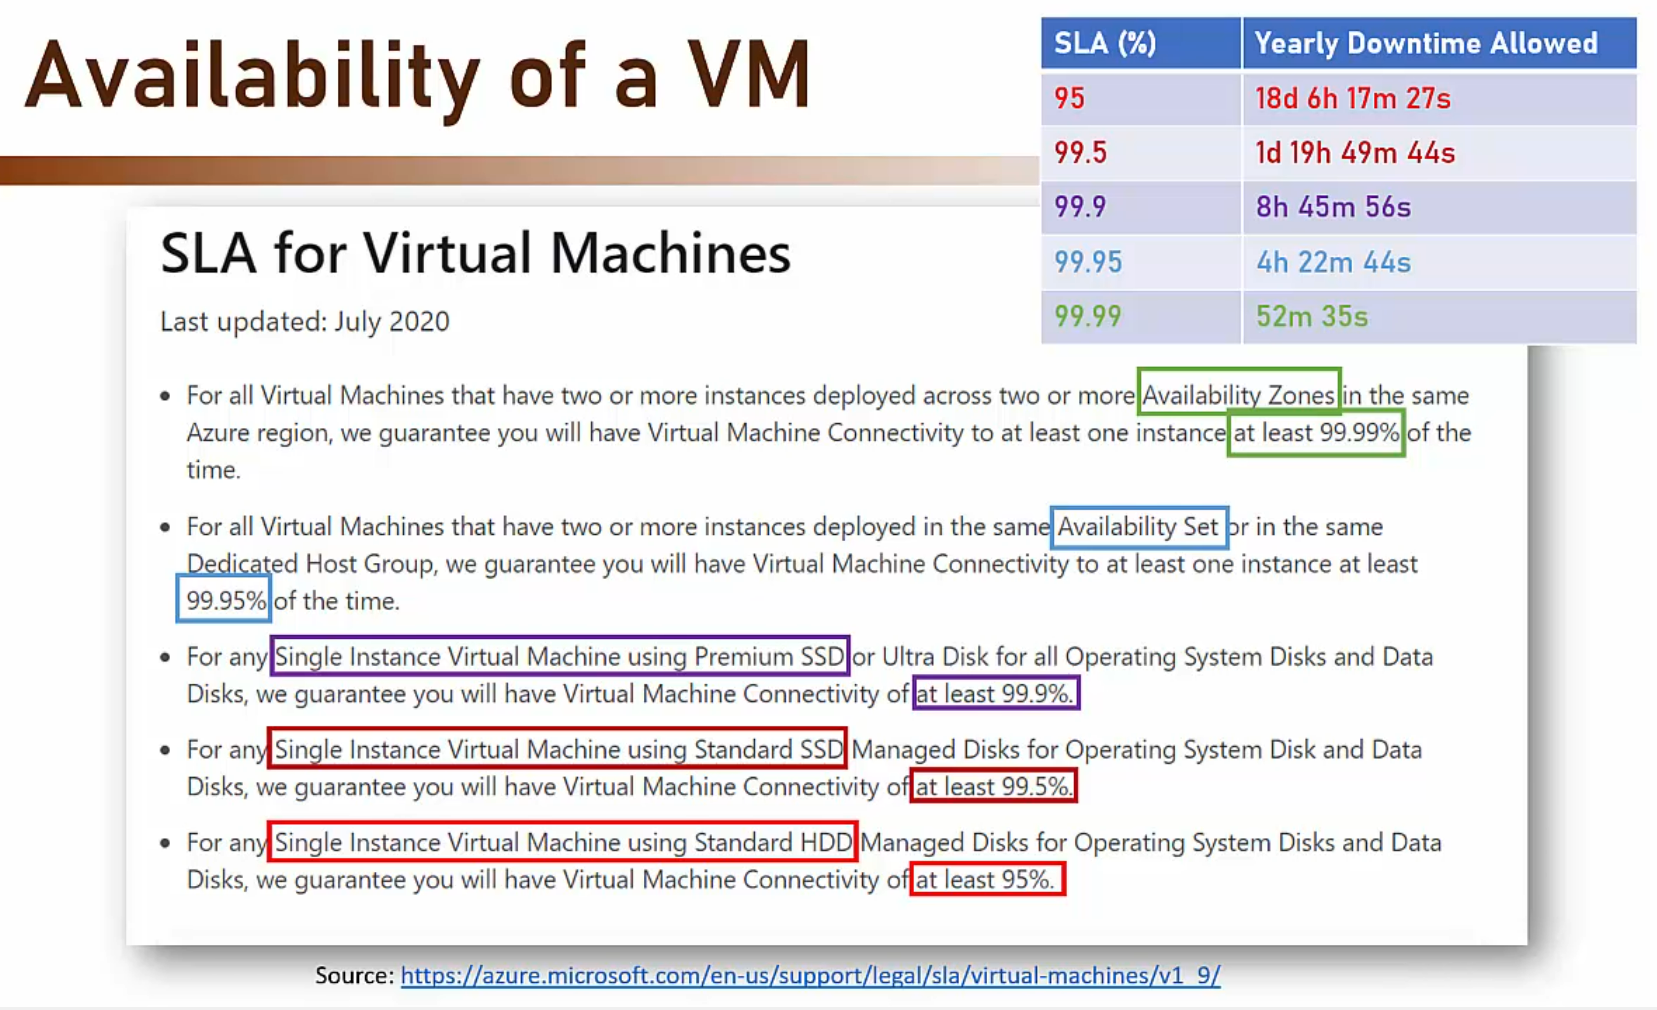 Availability of a VM
SLA (%) Yearly Downtime Allowed
95 18d 6h 17m 27s
99.5 1d 19h 49m 44s
99.9 8h 45m 56s
99.95 4h 22m 44s
99.99 52m 35s
SLA for Virtual Machines
Last updated: July 2020
• For all Virtual Machines that have two or more instances deployed across two or more Availability Zones in the same
Azure region, we guarantee you will have Virtual Machine Connectivity to at least one instance at least 99.99% of the
time.
• For all Virtual Machines that have two or more instances deployed in the same Availability Set or in the same
Dedicated Host Group, we guarantee you will have Virtual Machine Connectivity to at least one instance at least
99.95% of the time.
• For any Single Instance Virtual Machine using Premium SSD or Ultra Disk for all Operating System Disks and Data
Disks, we guarantee you will have Virtual Machine Connectivity of at least 99.9%.
• For any Single Instance Virtual Machine using Standard SSD Managed Disks for Operating System Disk and Data
Disks, we guarantee you will have Virtual Machine Connectivity of at least 99.5%.
• For any Single Instance Virtual Machine using Standard HDD Managed Disks for Operating System Disks and Data
Disks, we guarantee you will have Virtual Machine Connectivity of at least 95%.
Source: https://azure.microsoft.com/en-us/support/legal/sla/virtual-machines/v1_9/